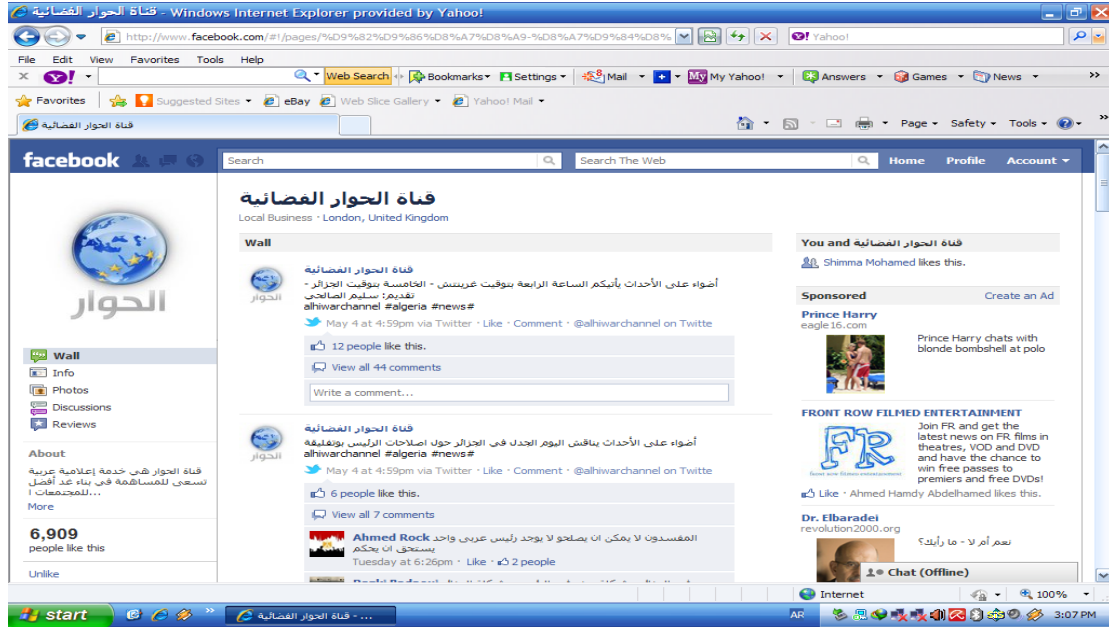 قناة الحوار الفضائية - Windows Internet Explorer provided by Yahoo!
http://www.facebook.com/#!/pages/%D9%82%D9%86%D8%A7%D8%A9-%D8%A7%D9%84%D8%
Yahoo!
File Edit View Favorites Tools Help
Web Search Bookmarks Settings Mail My Yahoo! Answers Games News
Favorites Suggested Sites eBay Web Slice Gallery Yahoo! Mail
قناة الحوار الفضائية
Page Safety Tools
facebook Search Search The Web Home Profile Account
الحوار
Wall
Info
Photos
Discussions
Reviews
About
قناة الحوار هي خدمة إعلامية عربية
تسعى للمساهمة في بناء غد أفضل
للمجتمعات ا...
More
6,909
people like this
Unlike
قناة الحوار الفضائية
Local Business · London, United Kingdom
Wall
قناة الحوار الفضائية
أضواء على الأحداث يأتيكم الساعة الرابعة بتوقيت غرينتش - الخامسة بتوقيت الجزائر -
تقديم: سليم الصالحي
alhiwarchannel #algeria #news#
الحوار
May 4 at 4:59pm via Twitter · Like · Comment · @alhiwarchannel on Twitte
12 people like this.
View all 44 comments
Write a comment...
قناة الحوار الفضائية
أضواء على الأحداث يناقش اليوم الجدل في الجزائر حول اصلاحات الرئيس بوتفليقة
alhiwarchannel #algeria #news#
الحوار
May 4 at 4:59pm via Twitter · Like · Comment · @alhiwarchannel on Twitte
6 people like this.
View all 7 comments
Ahmed Rock المفسدون لا يمكن ان يصلحو لا يوجد رئيس عربي واحد
يستحق ان يحكم
Tuesday at 6:26pm · Like · 2 people
You and قناة الحوار الفضائية
Shimma Mohamed likes this.
Sponsored Create an Ad
Prince Harry
eagle16.com
Prince Harry chats with
blonde bombshell at polo
FRONT ROW FILMED ENTERTAINMENT
FR
Join FR and get the
latest news on FR films in
theatres, VOD and DVD
and have the chance to
win free passes to
premiers and free DVDs!
Like · Ahmed Hamdy Abdelhamed likes this.
Dr. Elbaradei
revolution2000.org
نعم أم لا - ما رأيك؟
Chat (Offline)
Internet 100%
start قناة الحوار الفضائية - ... AR 3:07 PM